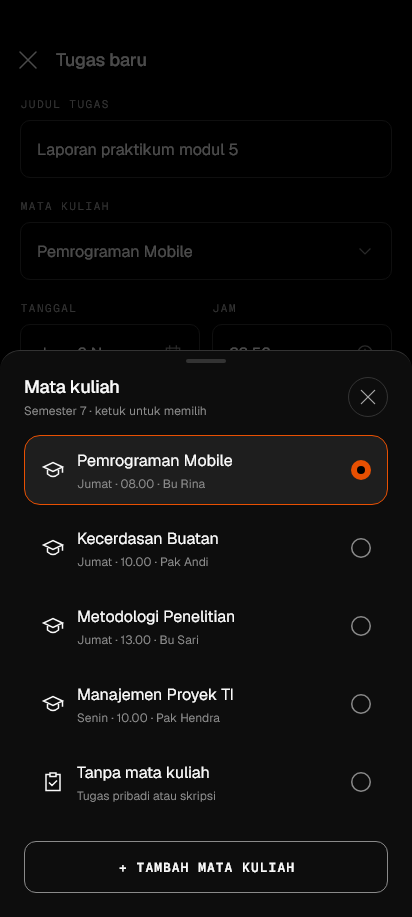 Tugas baru
JUDUL TUGAS
Laporan praktikum modul 5
MATA KULIAH
Pemrograman Mobile
TANGGAL JAM
Mata kuliah
Semester 7 · ketuk untuk memilih
Pemrograman Mobile
Jumat · 08.00 · Bu Rina
Kecerdasan Buatan
Jumat · 10.00 · Pak Andi
Metodologi Penelitian
Jumat · 13.00 · Bu Sari
Manajemen Proyek TI
Senin · 10.00 · Pak Hendra
Tanpa mata kuliah
Tugas pribadi atau skripsi
+ TAMBAH MATA KULIAH